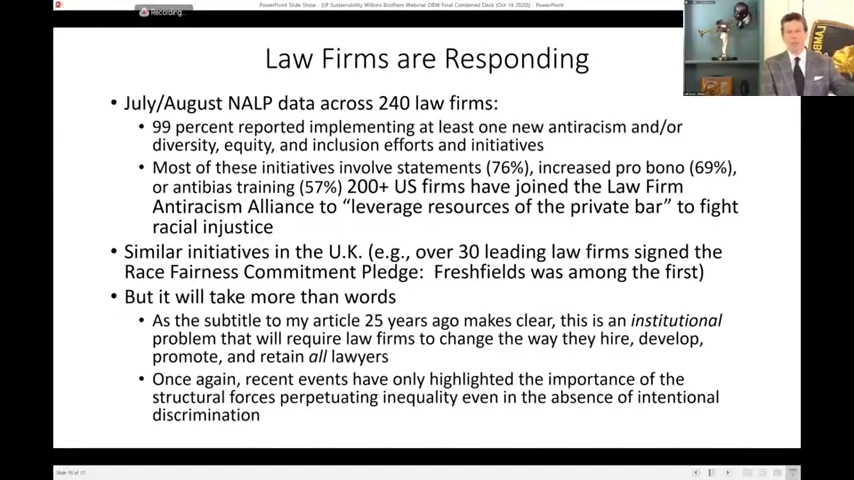 PowerPoint Slide Show - JLP Sustainability Wilkins Brothers Webinar DBW Final Combined Deck (Oct 14 2020) - PowerPoint
Recording...
Law Firms are Responding
• July/August NALP data across 240 law firms:
• 99 percent reported implementing at least one new antiracism and/or
diversity, equity, and inclusion efforts and initiatives
• Most of these initiatives involve statements (76%), increased pro bono (69%),
or antibias training (57%) 200+ US firms have joined the Law Firm
Antiracism Alliance to “leverage resources of the private bar” to fight
racial injustice
• Similar initiatives in the U.K. (e.g., over 30 leading law firms signed the
Race Fairness Commitment Pledge: Freshfields was among the first)
• But it will take more than words
• As the subtitle to my article 25 years ago makes clear, this is an institutional
problem that will require law firms to change the way they hire, develop,
promote, and retain all lawyers
• Once again, recent events have only highlighted the importance of the
structural forces perpetuating inequality even in the absence of intentional
discrimination
Slide 16 of 17